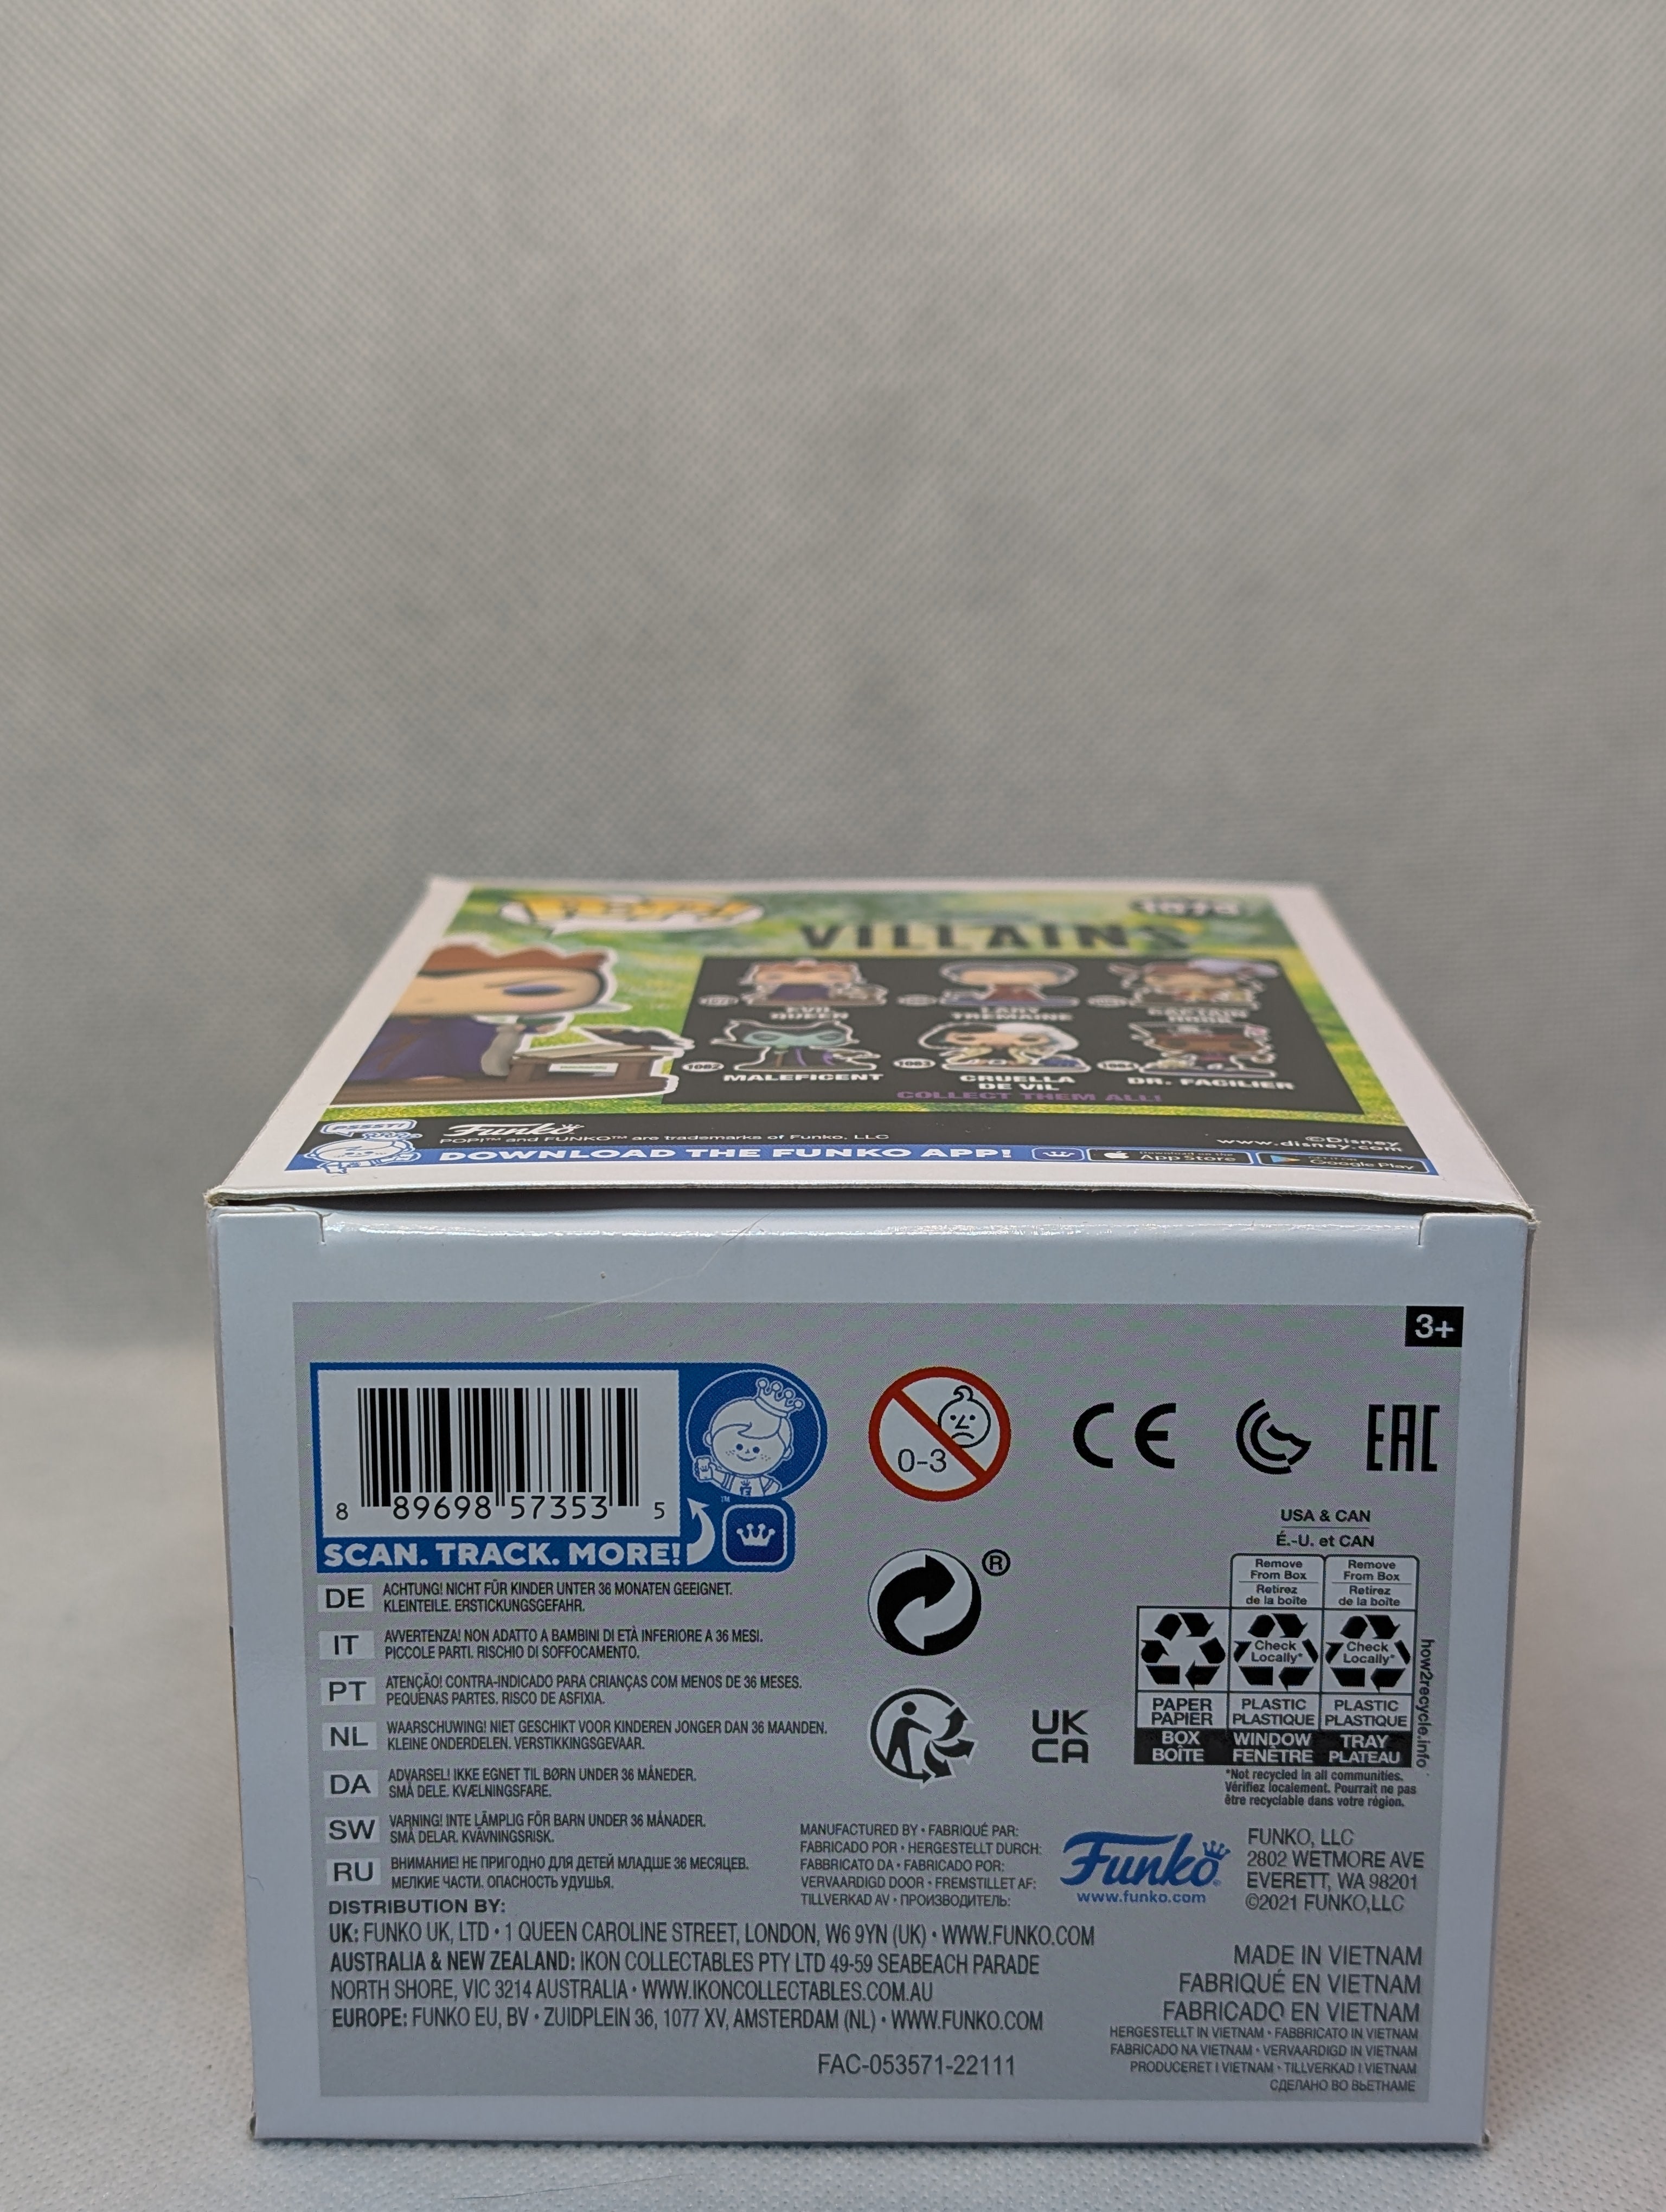 VILLAINS
EVIL QUEEN
LADY TREMAINE
CAPTAIN HOOK
1082
MALEFICENT
1083
CRUELLA DE VIL
1084
DR. FACILIER
COLLECT THEM ALL!
PSSST!
Funko
POP!™ and FUNKO™ are trademarks of Funko, LLC
©Disney
www.disney.com
DOWNLOAD THE FUNKO APP!
Download on the
App Store
Google Play
3+
8 89698 57353 5
™
SCAN. TRACK. MORE!
0-3
CE
EAC
®
UK
CA
USA & CAN
É.-U. et CAN
Remove From Box
Retirez de la boîte
Remove From Box
Retirez de la boîte
Check Locally*
Check Locally*
PAPER
PAPIER
PLASTIC
PLASTIQUE
PLASTIC
PLASTIQUE
BOX
BOÎTE
WINDOW
FENÊTRE
TRAY
PLATEAU
how2recycle.info
*Not recycled in all communities.
Vérifiez localement. Pourrait ne pas
être recyclable dans votre région.
DE ACHTUNG! NICHT FÜR KINDER UNTER 36 MONATEN GEEIGNET.
KLEINTEILE. ERSTICKUNGSGEFAHR.
IT AVVERTENZA! NON ADATTO A BAMBINI DI ETÀ INFERIORE A 36 MESI.
PICCOLE PARTI. RISCHIO DI SOFFOCAMENTO.
PT ATENÇÃO! CONTRA-INDICADO PARA CRIANÇAS COM MENOS DE 36 MESES.
PEQUENAS PARTES. RISCO DE ASFIXIA.
NL WAARSCHUWING! NIET GESCHIKT VOOR KINDEREN JONGER DAN 36 MAANDEN.
KLEINE ONDERDELEN. VERSTIKKINGSGEVAAR.
DA ADVARSEL! IKKE EGNET TIL BØRN UNDER 36 MÅNEDER.
SMÅ DELE. KVÆLNINGSFARE.
SW VARNING! INTE LÄMPLIG FÖR BARN UNDER 36 MÅNADER.
SMÅ DELAR. KVÄVNINGSRISK.
RU ВНИМАНИЕ! НЕ ПРИГОДНО ДЛЯ ДЕТЕЙ МЛАДШЕ 36 МЕСЯЦЕВ.
МЕЛКИЕ ЧАСТИ. ОПАСНОСТЬ УДУШЬЯ.
MANUFACTURED BY • FABRIQUÉ PAR:
FABRICADO POR • HERGESTELLT DURCH:
FABBRICATO DA • FABRICADO POR:
VERVAARDIGD DOOR • FREMSTILLET AF:
TILLVERKAD AV • ПРОИЗВОДИТЕЛЬ:
Funko®
www.funko.com
FUNKO, LLC
2802 WETMORE AVE
EVERETT, WA 98201
©2021 FUNKO,LLC
DISTRIBUTION BY:
UK: FUNKO UK, LTD • 1 QUEEN CAROLINE STREET, LONDON, W6 9YN (UK) • WWW.FUNKO.COM
AUSTRALIA & NEW ZEALAND: IKON COLLECTABLES PTY LTD 49-59 SEABEACH PARADE
NORTH SHORE, VIC 3214 AUSTRALIA • WWW.IKONCOLLECTABLES.COM.AU
EUROPE: FUNKO EU, BV • ZUIDPLEIN 36, 1077 XV, AMSTERDAM (NL) • WWW.FUNKO.COM
MADE IN VIETNAM
FABRIQUÉ EN VIETNAM
FABRICADO EN VIETNAM
HERGESTELLT IN VIETNAM • FABBRICATO IN VIETNAM
FABRICADO NA VIETNAM • VERVAARDIGD IN VIETNAM
PRODUCERET I VIETNAM • TILLVERKAD I VIETNAM
СДЕЛАНО ВО ВЬЕТНАМЕ
FAC-053571-22111